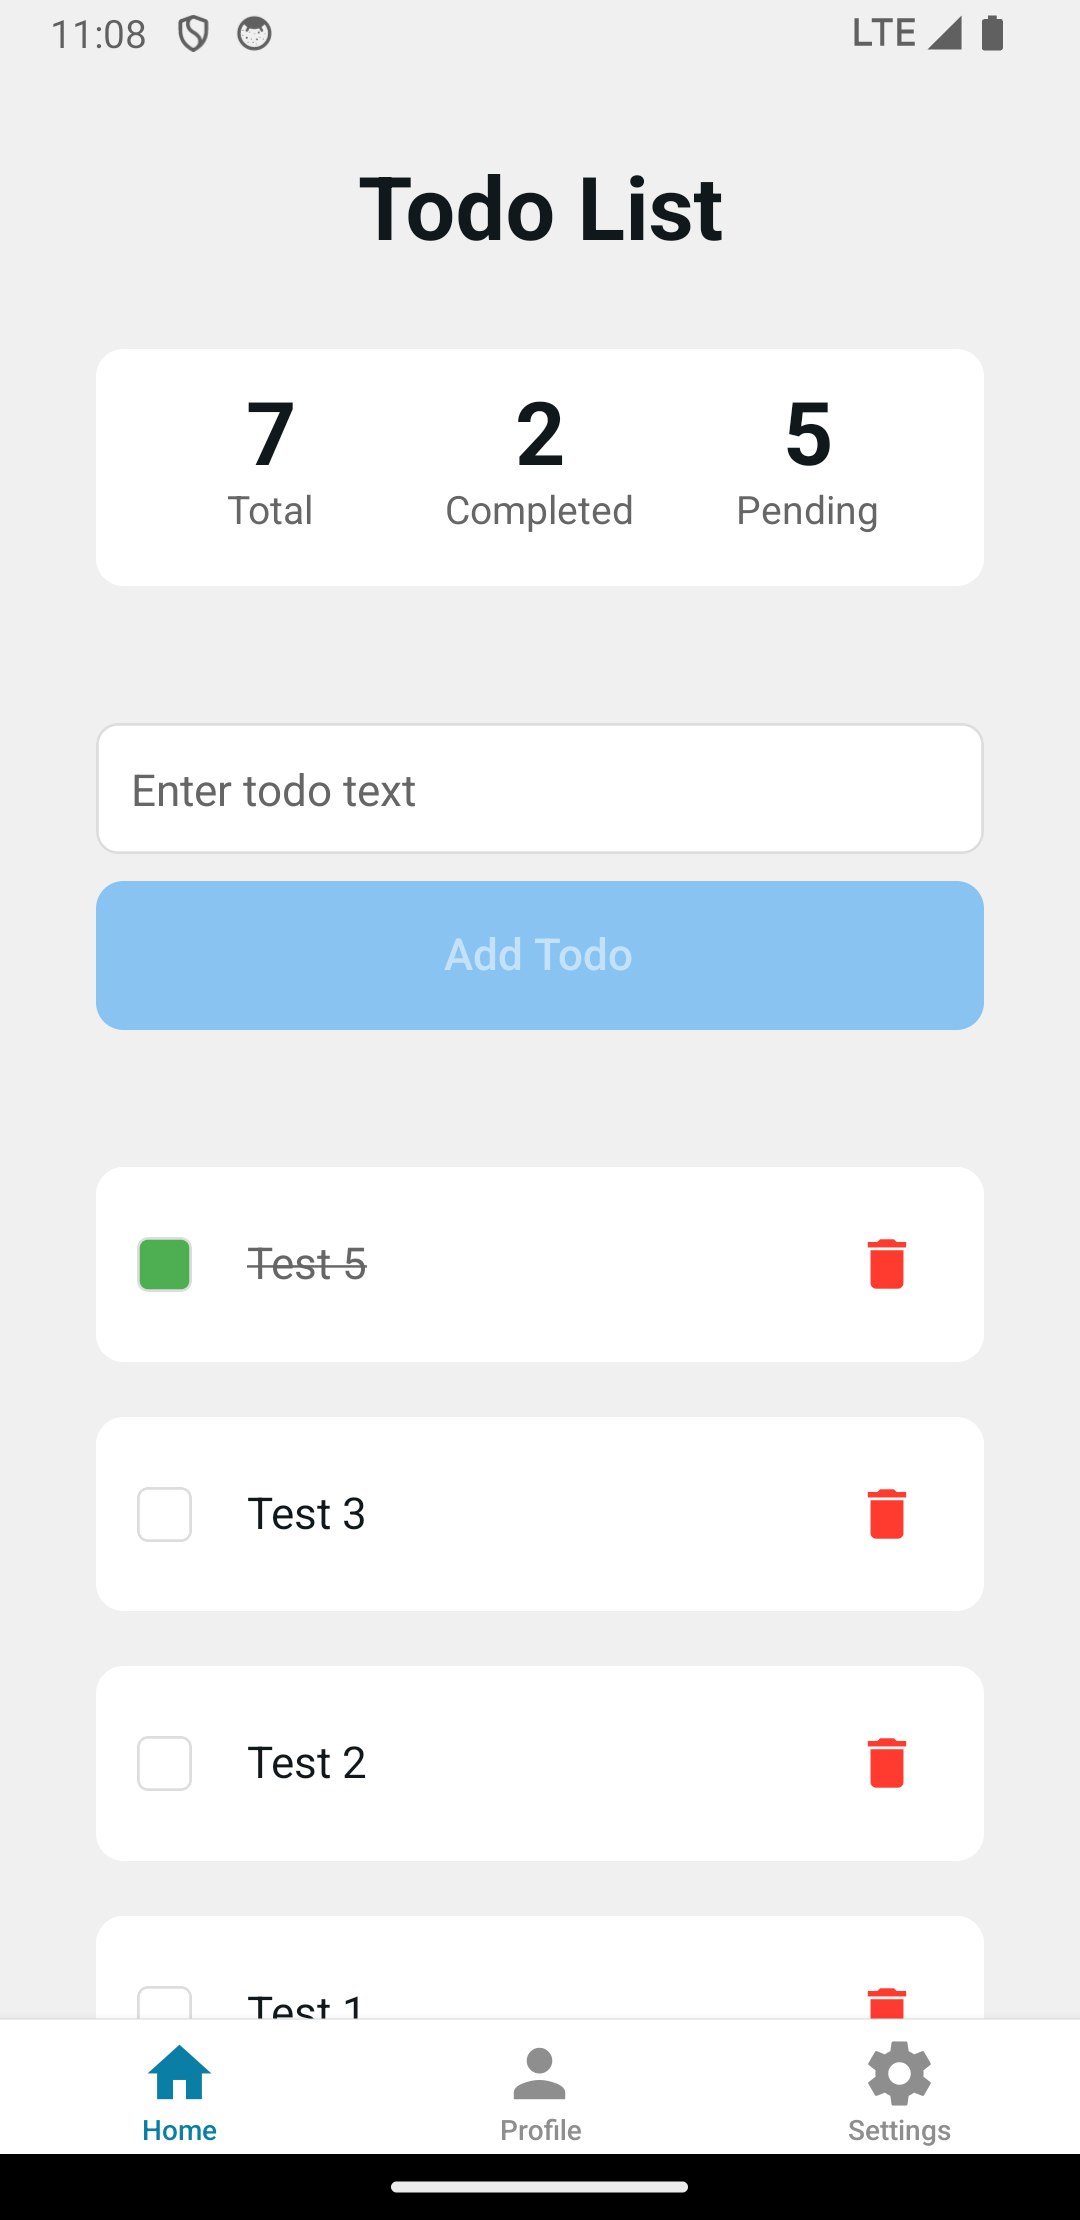 11:08
LTE
Todo List
7 2 5
Total Completed Pending
Enter todo text
Add Todo
Test 5
Test 3
Test 2
Test 1
Home Profile Settings